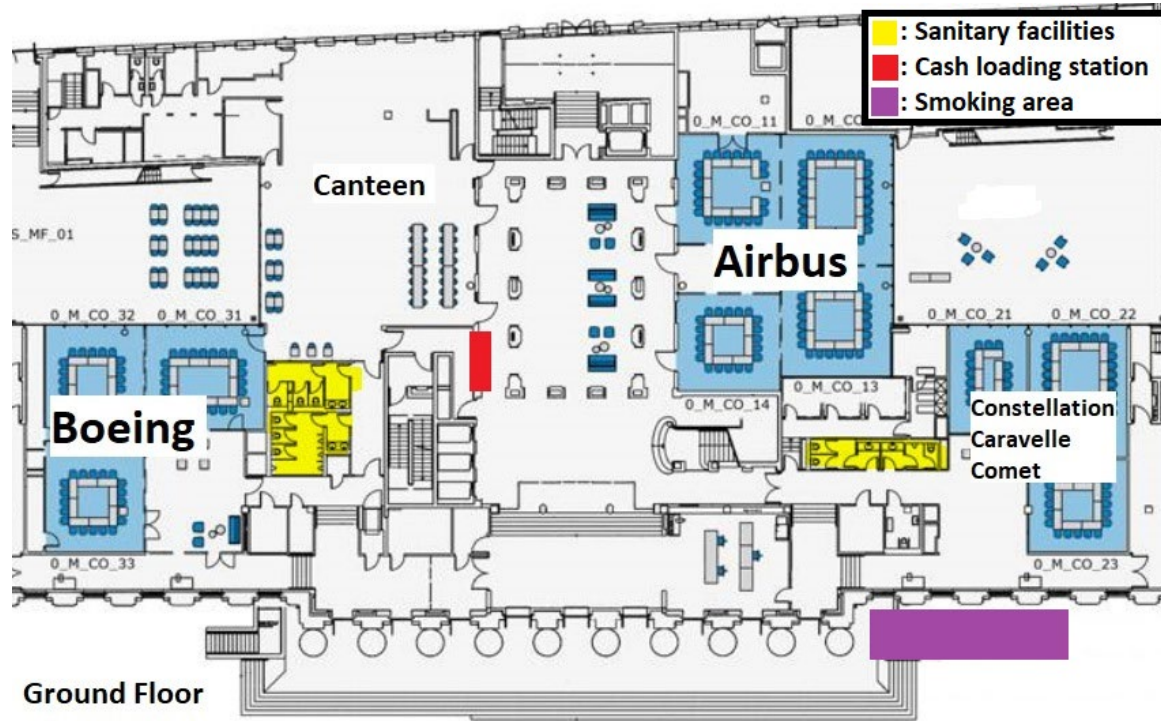 : Sanitary facilities
: Cash loading station
: Smoking area
0_M_CO_11
0_M_CO
Canteen
S_MF_01
Airbus
0_M_CO_32
0_M_CO_31
0_M_CO_21
0_M_CO_22
0_M_CO_13
0_M_CO_14
Boeing
Constellation
Caravelle
Comet
0_M_CO_33
0_M_CO_23
Ground Floor